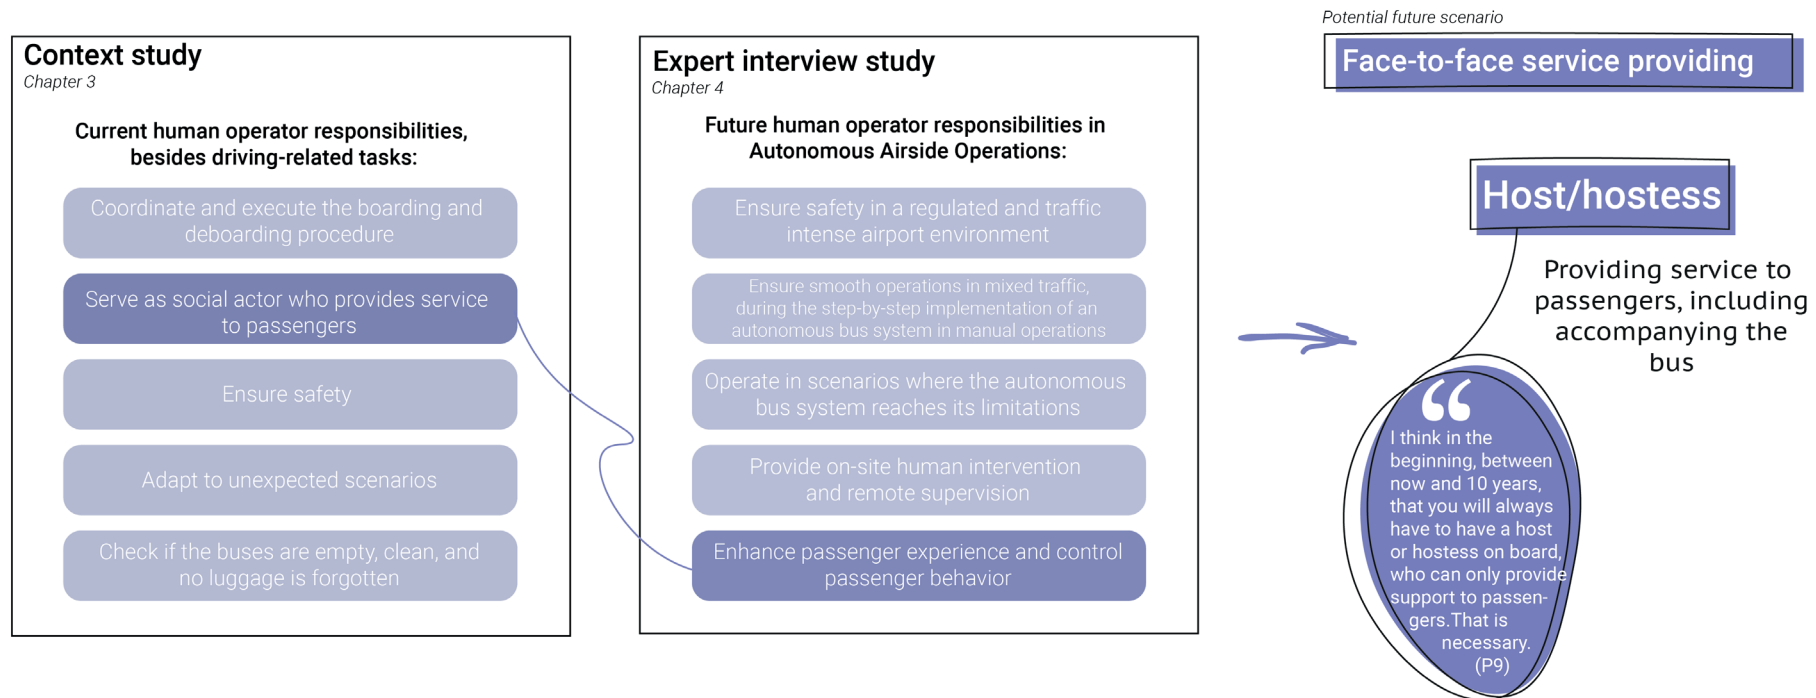 Context study
Chapter 3
Current human operator responsibilities,
besides driving-related tasks:
Coordinate and execute the boarding and
deboarding procedure
Serve as social actor who provides service
to passengers
Ensure safety
Adapt to unexpected scenarios
Check if the buses are empty, clean, and
no luggage is forgotten
Expert interview study
Chapter 4
Future human operator responsibilities in
Autonomous Airside Operations:
Ensure safety in a regulated and traffic
intense airport environment
Ensure smooth operations in mixed traffic,
during the step-by-step implementation of an
autonomous bus system in manual operations
Operate in scenarios where the autonomous
bus system reaches its limitations
Provide on-site human intervention
and remote supervision
Enhance passenger experience and control
passenger behavior
Potential future scenario
Face-to-face service providing
Host/hostess
Providing service to
passengers, including
accompanying the
bus
“
I think in the
beginning, between
now and 10 years,
that you will always
have to have a host
or hostess on board,
who can only provide
support to passen-
gers.That is
necessary.
(P9)